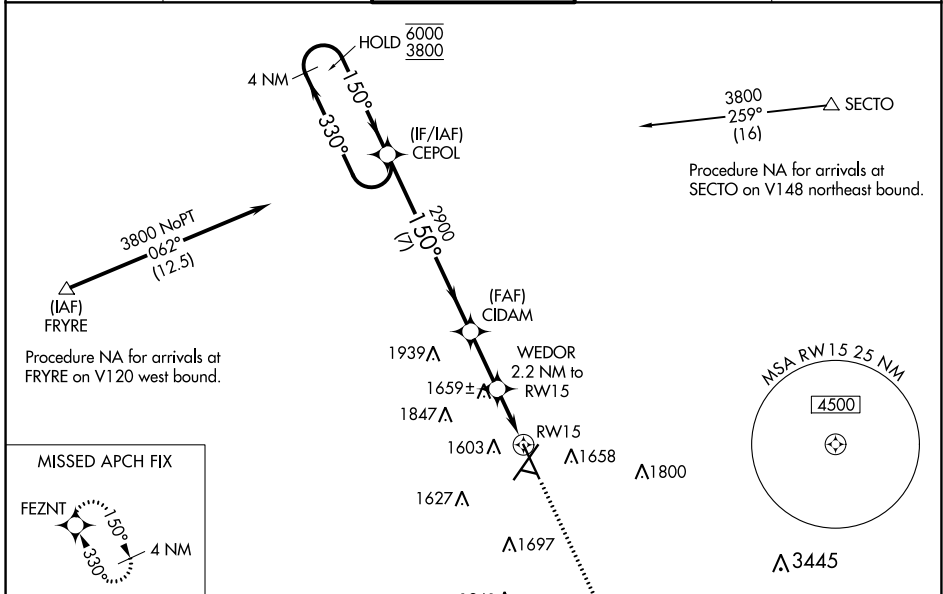 HOLD 6000
3800
4 NM
150°
330°
(IF/IAF)
CEPOL
3800
259°
(16)
SECTO
Procedure NA for arrivals at
SECTO on V148 northeast bound.
3800 NoPT
062°
(12.5)
(IAF)
FRYRE
Procedure NA for arrivals at
FRYRE on V120 west bound.
2900
150°
(7)
(FAF)
CIDAM
1939
WEDOR
2.2 NM to
RW15
1659±
1847
RW15
1603
1658
1800
1627
1697
MSA RW15 25 NM
4500
3445
MISSED APCH FIX
FEZNT
150°
330°
4 NM